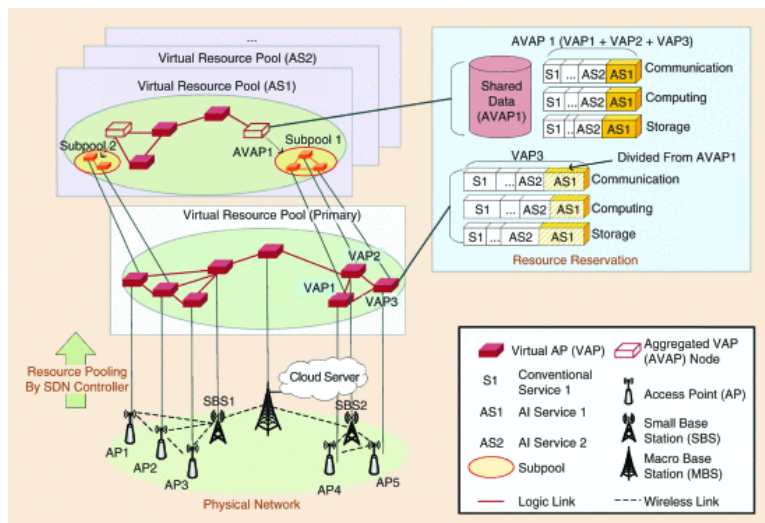 ...
Virtual Resource Pool (AS2)
Virtual Resource Pool (AS1)
Subpool 2
AVAP1
Subpool 1
Virtual Resource Pool (Primary)
VAP2
VAP1
VAP3
Resource Pooling
By SDN Controller
Cloud Server
SBS1
SBS2
AP1
AP2
AP3
AP4
AP5
Physical Network
AVAP 1 (VAP1 + VAP2 + VAP3)
Shared
Data
(AVAP1)
S1 ... AS2 AS1 Communication
S1 ... AS2 AS1 Computing
S1 .. AS2 AS1 Storage
VAP3
Divided From AVAP1
S1 ... AS2 AS1 Communication
S1 ... AS2 AS1 Computing
S1 ... AS2 AS1 Storage
Resource Reservation
Virtual AP (VAP)
Aggregated VAP
(AVAP) Node
S1 Conventional
Service 1
Access Point (AP)
AS1 AI Service 1
Small Base
Station (SBS)
AS2 AI Service 2
Subpool
Macro Base
Station (MBS)
Logic Link
Wireless Link